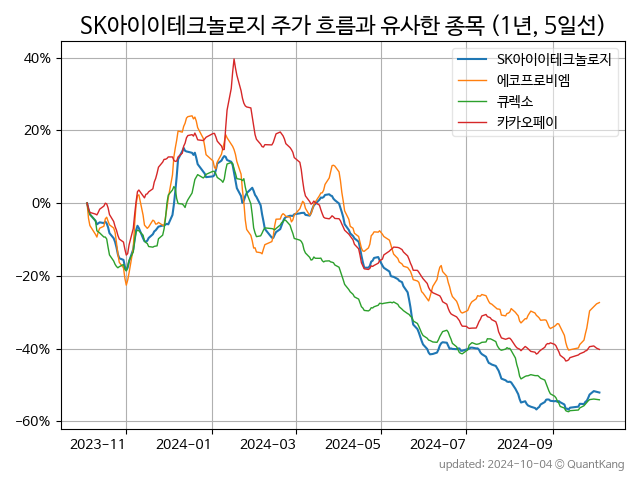 SK아이이테크놀로지 주가 흐름과 유사한 종목 (1년, 5일선)
SK아이이테크놀로지
에코프로비엠
큐렉소
카카오페이
40%
20%
0%
−20%
−40%
−60%
2023-11
2024-01
2024-03
2024-05
2024-07
2024-09
updated: 2024-10-04 © QuantKang